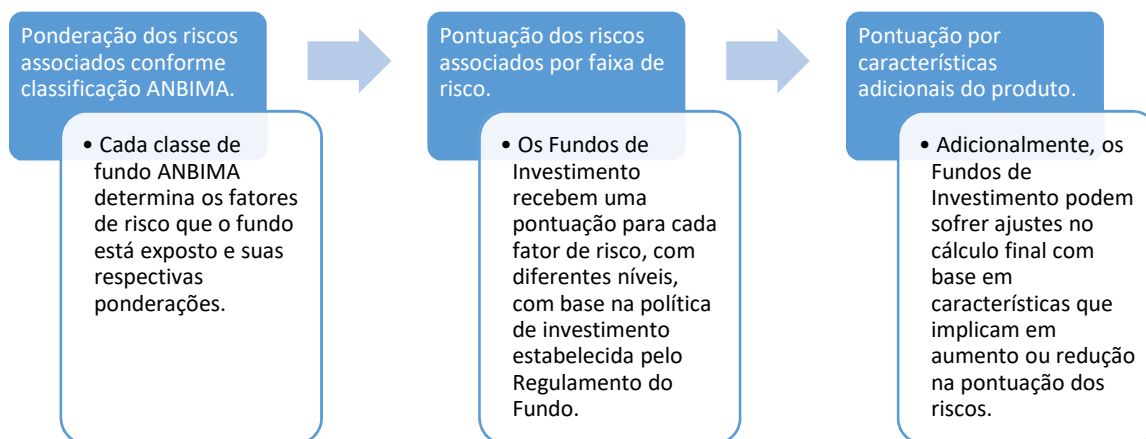 Ponderação dos riscos
associados conforme
classificação ANBIMA.
• Cada classe de
fundo ANBIMA
determina os fatores
de risco que o fundo
está exposto e suas
respectivas
ponderações.
Pontuação dos riscos
associados por faixa de
risco.
• Os Fundos de
Investimento
recebem uma
pontuação para cada
fator de risco, com
diferentes níveis,
com base na política
de investimento
estabelecida pelo
Regulamento do
Fundo.
Pontuação por
características
adicionais do produto.
• Adicionalmente, os
Fundos de
Investimento podem
sofrer ajustes no
cálculo final com
base em
características que
implicam em
aumento ou redução
na pontuação dos
riscos.